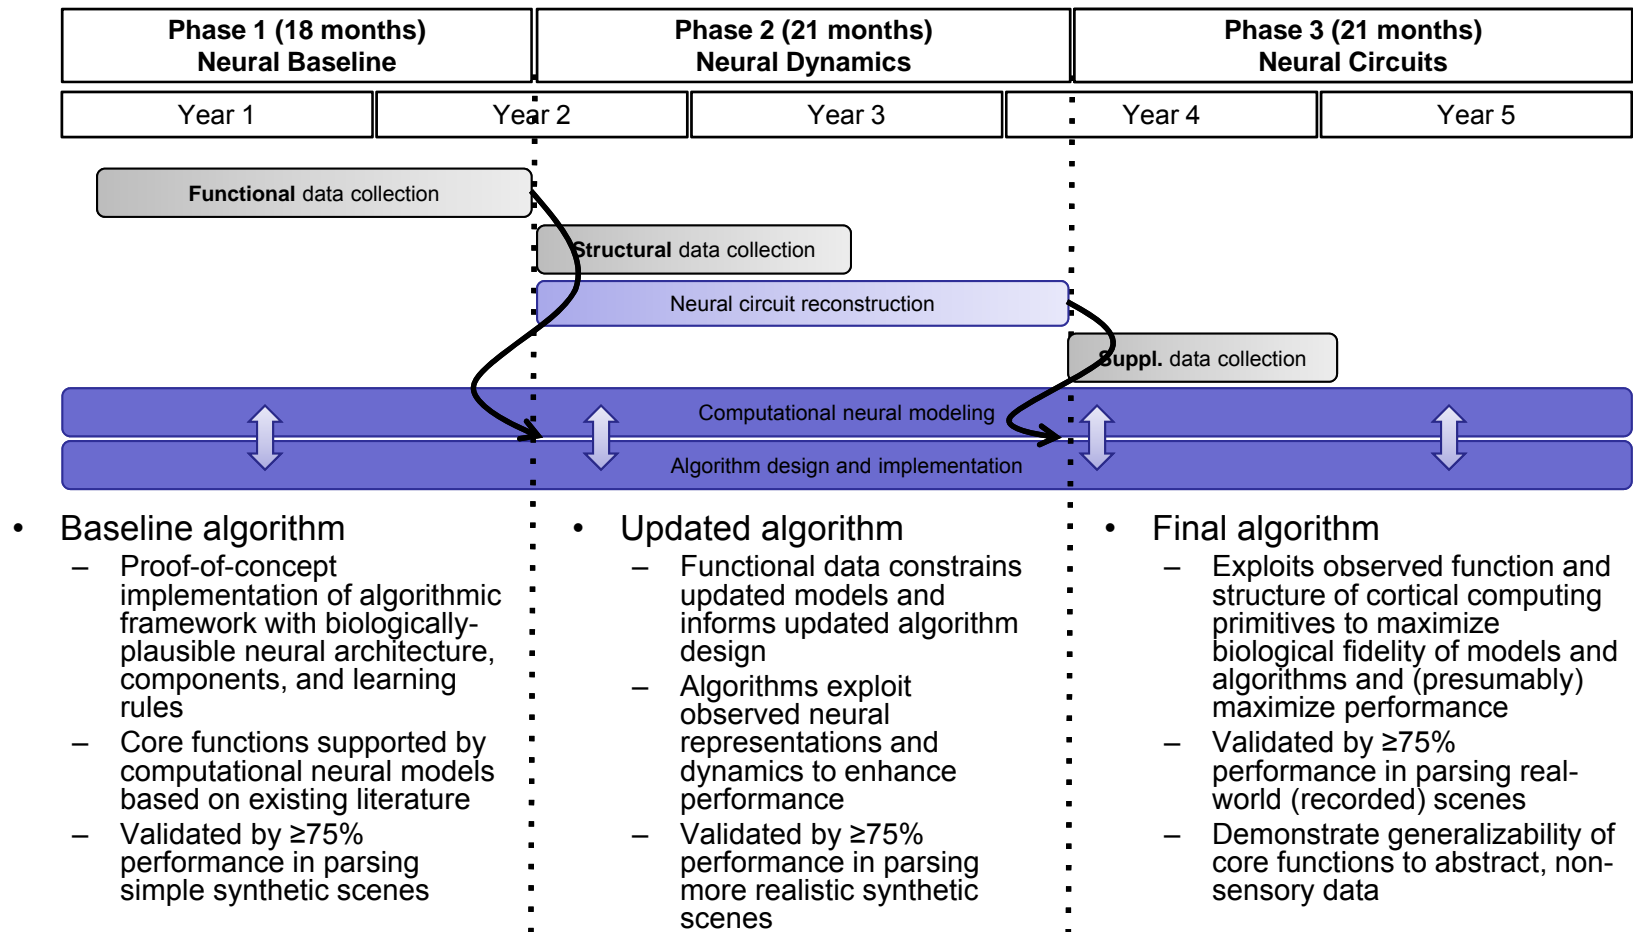 Phase 1 (18 months)
Neural Baseline
Phase 2 (21 months)
Neural Dynamics
Phase 3 (21 months)
Neural Circuits
Year 1
Year 2
Year 3
Year 4
Year 5
Functional data collection
Structural data collection
Neural circuit reconstruction
Suppl. data collection
Computational neural modeling
Algorithm design and implementation
• Baseline algorithm
– Proof-of-concept
implementation of algorithmic
framework with biologically-
plausible neural architecture,
components, and learning
rules
– Core functions supported by
computational neural models
based on existing literature
– Validated by ≥75%
performance in parsing
simple synthetic scenes
• Updated algorithm
– Functional data constrains
updated models and
informs updated algorithm
design
– Algorithms exploit
observed neural
representations and
dynamics to enhance
performance
– Validated by ≥75%
performance in parsing
more realistic synthetic
scenes
• Final algorithm
– Exploits observed function and
structure of cortical computing
primitives to maximize
biological fidelity of models and
algorithms and (presumably)
maximize performance
– Validated by ≥75%
performance in parsing real-
world (recorded) scenes
– Demonstrate generalizability of
core functions to abstract, non-
sensory data